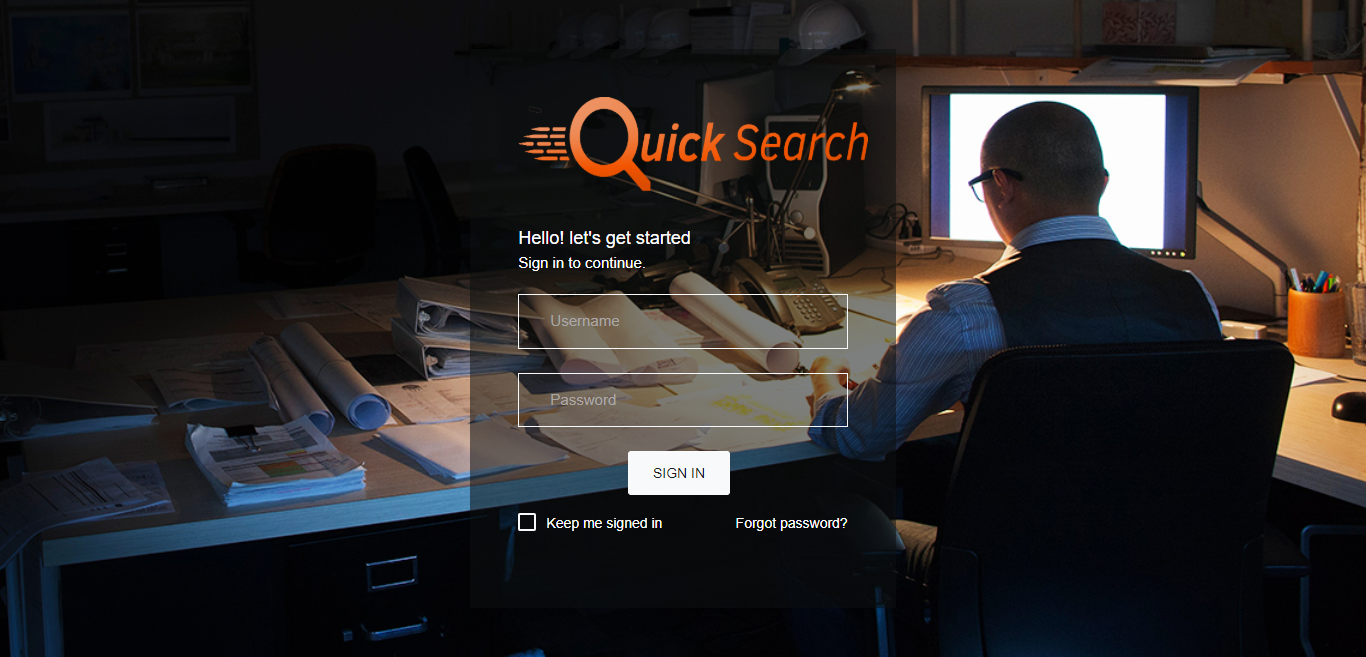 Quick Search
Hello! let's get started
Sign in to continue.
Username
Password
SIGN IN
Keep me signed in
Forgot password?